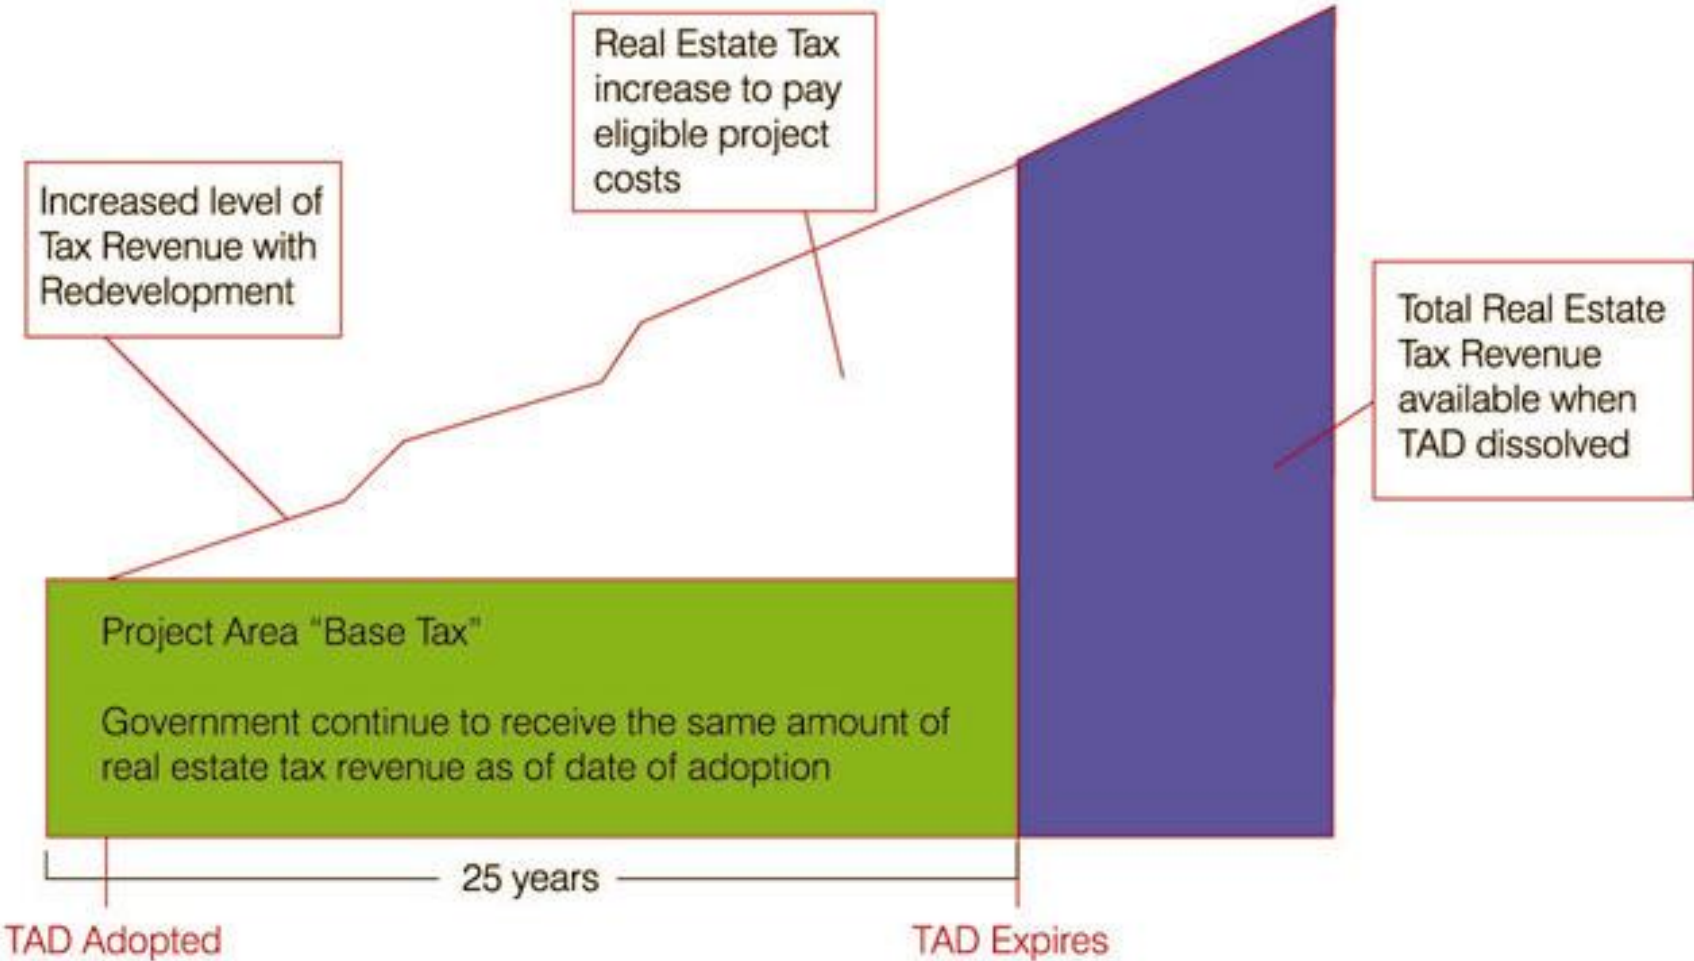 Real Estate Tax
increase to pay
eligible project
costs
Increased level of
Tax Revenue with
Redevelopment
Total Real Estate
Tax Revenue
available when
TAD dissolved
Project Area “Base Tax”
Government continue to receive the same amount of
real estate tax revenue as of date of adoption
25 years
TAD Adopted
TAD Expires